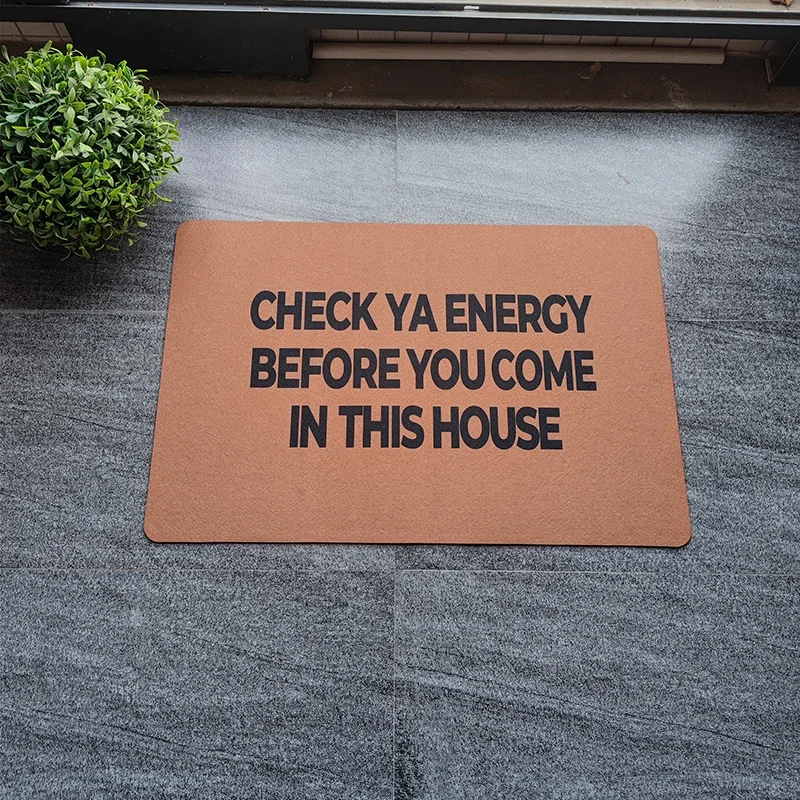 CHECK YA ENERGY
BEFORE YOU COME
IN THIS HOUSE